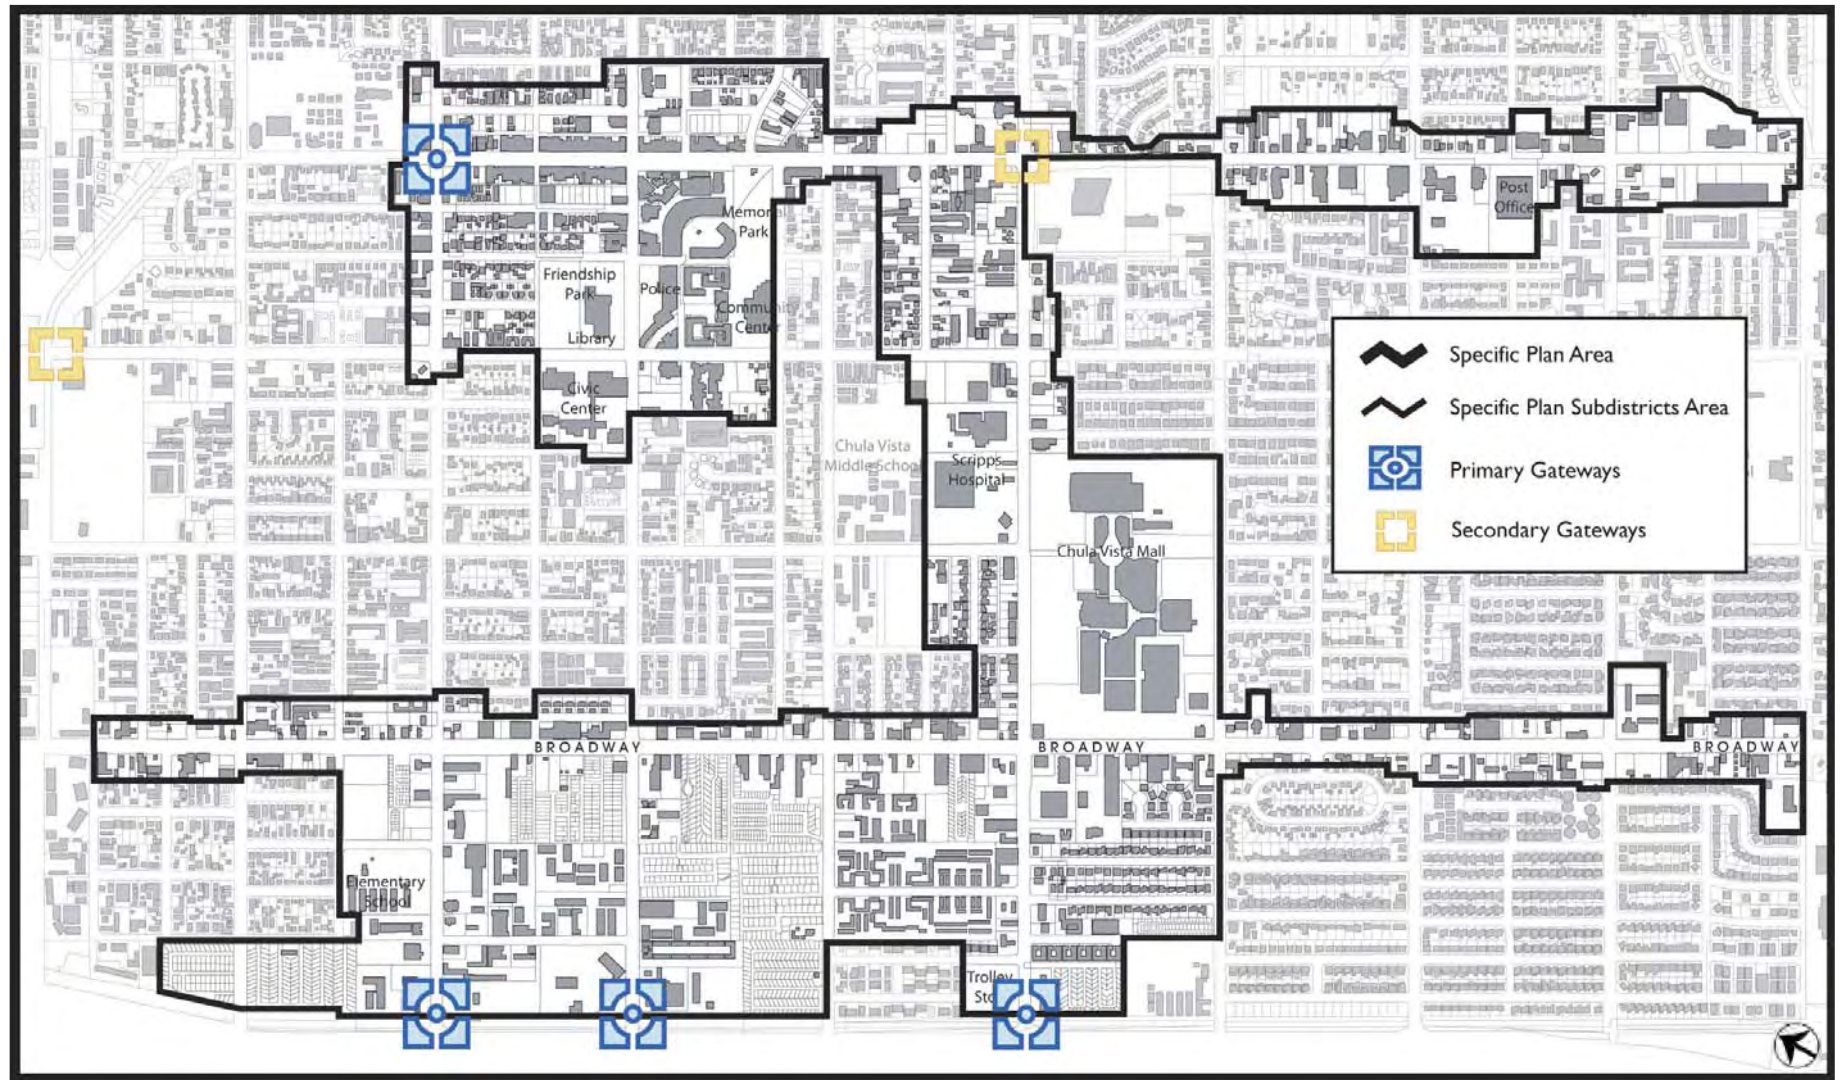 Memorial
Park
Post
Office
Friendship
Park
Police
Community
Center
Library
Civic
Center
Chula Vista
Middle School
Scripps
Hospital
Chula Vista Mall
Specific Plan Area
Specific Plan Subdistricts Area
Primary Gateways
Secondary Gateways
BROADWAY
BROADWAY
BROADWAY
Elementary
School
Trolley